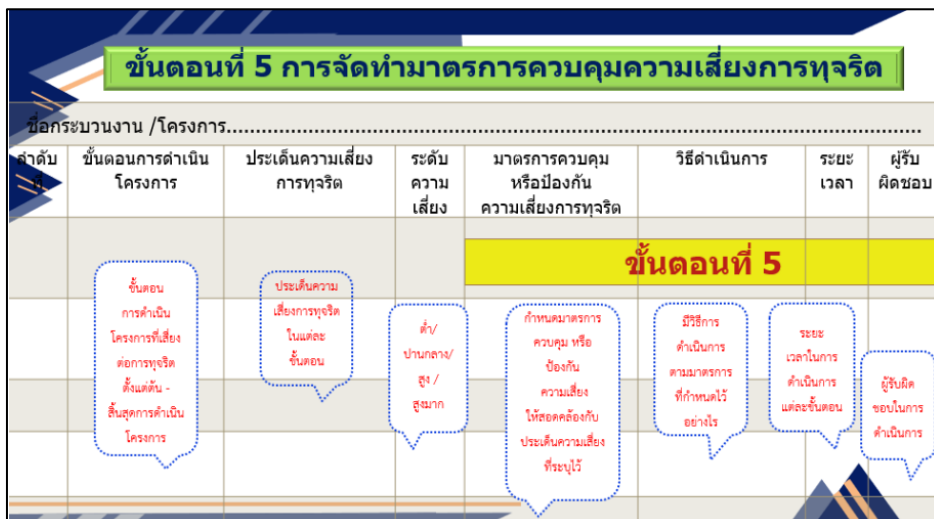 ขั้นตอนที่ 5 การจัดทำมาตรการควบคุมความเสี่ยงการทุจริต
ชื่อกระบวนงาน /โครงการ.......................................................................................................................
ลำดับ
ที่
ขั้นตอนการดำเนิน
โครงการ
ประเด็นความเสี่ยง
การทุจริต
ระดับ
ความ
เสี่ยง
มาตรการควบคุม
หรือป้องกัน
ความเสี่ยงการทุจริต
วิธีดำเนินการ
ระยะ
เวลา
ผู้รับ
ผิดชอบ
ขั้นตอนที่ 5
ขั้นตอน
การดำเนิน
โครงการที่เสี่ยง
ต่อการทุจริต
ตั้งแต่ต้น -
สิ้นสุดการดำเนิน
โครงการ
ประเด็นความ
เสี่ยงการทุจริต
ในแต่ละ
ขั้นตอน
ต่ำ/
ปานกลาง/
สูง /
สูงมาก
กำหนดมาตรการ
ควบคุม หรือ
ป้องกัน
ความเสี่ยง
ให้สอดคล้องกับ
ประเด็นความเสี่ยง
ที่ระบุไว้
มีวิธีการ
ดำเนินการ
ตามมาตรการ
ที่กำหนดไว้
อย่างไร
ระยะ
เวลาในการ
ดำเนินการ
แต่ละขั้นตอน
ผู้รับผิด
ชอบในการ
ดำเนินการ